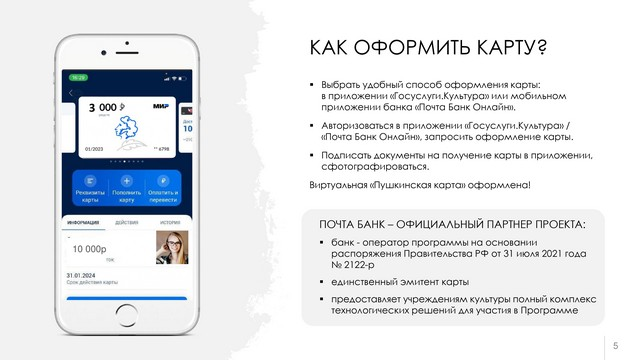 КАК ОФОРМИТЬ КАРТУ?
Выбрать удобный способ оформления карты:
в приложении «Госуслуги.Культура» или мобильном
приложении банка «Почта Банк Онлайн».
Авторизоваться в приложении «Госуслуги.Культура» /
«Почта Банк Онлайн», запросить оформление карты.
Подписать документы на получение карты в приложении,
сфотографироваться.
Виртуальная «Пушкинская карта» оформлена!
ПОЧТА БАНК – ОФИЦИАЛЬНЫЙ ПАРТНЕР ПРОЕКТА:
банк - оператор программы на основании
распоряжения Правительства РФ от 31 июля 2021 года
№ 2122-р
единственный эмитент карты
предоставляет учреждениям культуры полный комплекс
технологических решений для участия в Программе
3 000 ₽
МИР
01/2023
** 6798
10
Реквизиты
карты
Пополнить
карту
Оплатить и
перевести
ИНФОРМАЦИЯ
ДЕЙСТВИЯ
ИСТОРИЯ
10 000р
31.01.2024
Срок действия карты
5